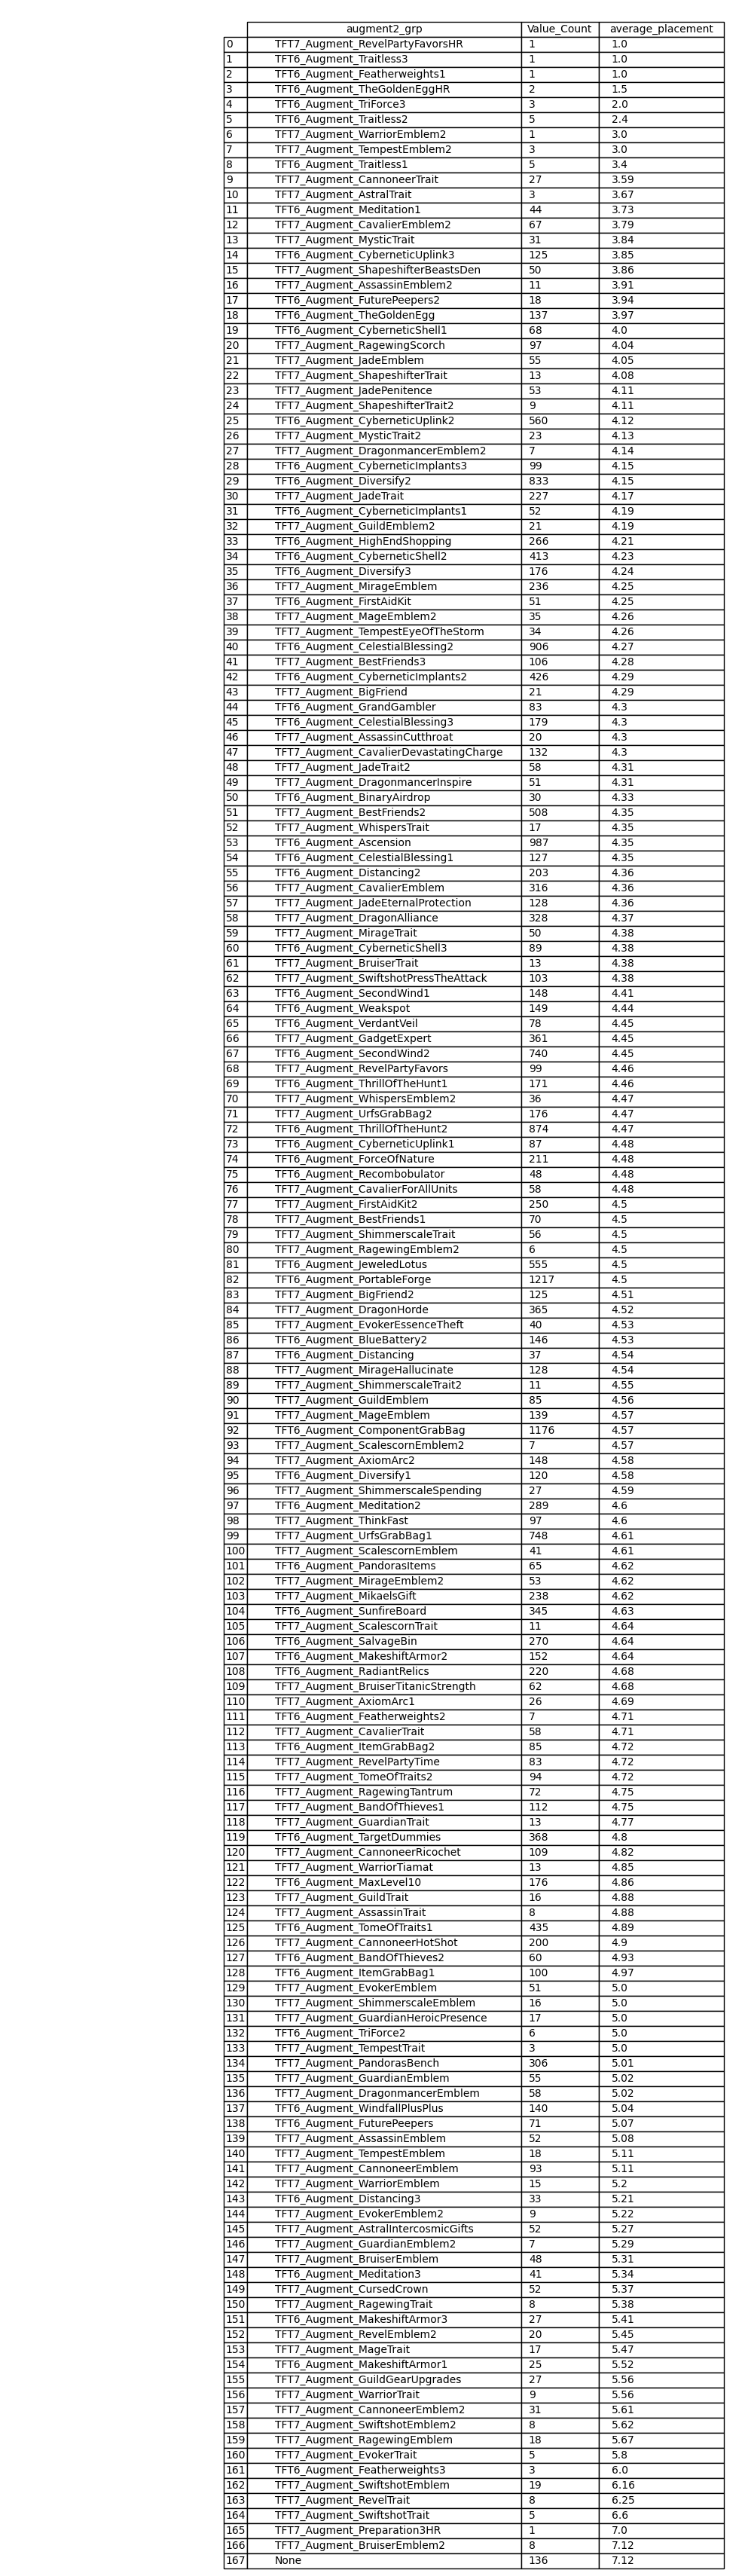 augment2_grp Value_Count average_placement
0 TFT7_Augment_RevelPartyFavorsHR 1 1.0
1 TFT6_Augment_Traitless3 1 1.0
2 TFT7_Augment_Featherweights1 1 1.0
3 TFT6_Augment_TheGoldenEggHR 2 1.5
4 TFT6_Augment_TriForce3 3 2.0
5 TFT6_Augment_Traitless2 5 2.4
6 TFT7_Augment_WarriorEmblem2 1 3.0
7 TFT7_Augment_TempestEmblem2 3 3.0
8 TFT6_Augment_Traitless1 5 3.4
9 TFT7_Augment_CannoneerTrait 27 3.59
10 TFT7_Augment_AstralTrait 3 3.67
11 TFT6_Augment_Meditation1 44 3.73
12 TFT7_Augment_CavalierEmblem2 67 3.79
13 TFT7_Augment_MysticTrait 31 3.84
14 TFT6_Augment_CyberneticUplink3 125 3.85
15 TFT7_Augment_ShapeshifterBeastsDen 50 3.86
16 TFT7_Augment_AssassinEmblem2 11 3.91
17 TFT6_Augment_FuturePeepers2 18 3.94
18 TFT6_Augment_TheGoldenEgg 137 3.97
19 TFT6_Augment_CyberneticShell1 68 4.0
20 TFT7_Augment_RagewingScorch 97 4.04
21 TFT7_Augment_JadeEmblem 55 4.05
22 TFT7_Augment_ShapeshifterTrait 13 4.08
23 TFT7_Augment_JadePenitence 53 4.11
24 TFT7_Augment_ShapeshifterTrait2 9 4.11
25 TFT6_Augment_CyberneticUplink2 560 4.12
26 TFT7_Augment_MysticTrait2 23 4.13
27 TFT7_Augment_DragonmancerEmblem2 7 4.14
28 TFT6_Augment_CyberneticImplants3 99 4.15
29 TFT6_Augment_Diversify2 833 4.15
30 TFT7_Augment_JadeTrait 227 4.17
31 TFT6_Augment_CyberneticImplants1 52 4.19
32 TFT7_Augment_GuildEmblem2 21 4.19
33 TFT6_Augment_HighEndShopping 266 4.21
34 TFT6_Augment_CyberneticShell2 413 4.23
35 TFT6_Augment_Diversify3 176 4.24
36 TFT7_Augment_MirageEmblem 236 4.25
37 TFT6_Augment_FirstAidKit 51 4.25
38 TFT7_Augment_MageEmblem2 35 4.26
39 TFT7_Augment_TempestEyeOfTheStorm 34 4.26
40 TFT6_Augment_CelestialBlessing2 906 4.27
41 TFT7_Augment_BestFriends3 106 4.28
42 TFT6_Augment_CyberneticImplants2 426 4.29
43 TFT7_Augment_BigFriend 21 4.29
44 TFT6_Augment_GrandGambler 83 4.3
45 TFT6_Augment_CelestialBlessing3 179 4.3
46 TFT7_Augment_AssassinCutthroat 20 4.3
47 TFT7_Augment_CavalierDevastatingCharge 132 4.3
48 TFT7_Augment_JadeTrait2 58 4.31
49 TFT7_Augment_DragonmancerInspire 51 4.31
50 TFT6_Augment_BinaryAirdrop 30 4.33
51 TFT7_Augment_BestFriends2 508 4.35
52 TFT7_Augment_WhispersTrait 17 4.35
53 TFT6_Augment_Ascension 987 4.35
54 TFT6_Augment_CelestialBlessing1 127 4.35
55 TFT6_Augment_Distancing2 203 4.36
56 TFT7_Augment_CavalierEmblem 316 4.36
57 TFT7_Augment_JadeEternalProtection 128 4.36
58 TFT7_Augment_DragonAlliance 328 4.37
59 TFT7_Augment_MirageTrait 50 4.38
60 TFT6_Augment_CyberneticShell3 89 4.38
61 TFT7_Augment_BruiserTrait 13 4.38
62 TFT7_Augment_SwiftshotPressTheAttack 103 4.38
63 TFT6_Augment_SecondWind1 148 4.41
64 TFT6_Augment_Weakspot 149 4.44
65 TFT6_Augment_VerdantVeil 78 4.45
66 TFT7_Augment_GadgetExpert 361 4.45
67 TFT6_Augment_SecondWind2 740 4.45
68 TFT7_Augment_RevelPartyFavors 99 4.46
69 TFT6_Augment_ThrillOfTheHunt1 171 4.46
70 TFT7_Augment_WhispersEmblem2 36 4.47
71 TFT7_Augment_UrfsGrabBag2 176 4.47
72 TFT6_Augment_ThrillOfTheHunt2 874 4.47
73 TFT6_Augment_CyberneticUplink1 87 4.48
74 TFT6_Augment_ForceOfNature 211 4.48
75 TFT6_Augment_Recombobulator 48 4.48
76 TFT7_Augment_CavalierForAllUnits 58 4.48
77 TFT7_Augment_FirstAidKit2 250 4.5
78 TFT7_Augment_BestFriends1 70 4.5
79 TFT7_Augment_ShimmerscaleTrait 56 4.5
80 TFT7_Augment_RagewingEmblem2 6 4.5
81 TFT6_Augment_JeweledLotus 555 4.5
82 TFT6_Augment_PortableForge 1217 4.5
83 TFT7_Augment_BigFriend2 125 4.51
84 TFT7_Augment_DragonHorde 365 4.52
85 TFT7_Augment_EvokerEssenceTheft 40 4.53
86 TFT6_Augment_BlueBattery2 146 4.53
87 TFT6_Augment_Distancing 37 4.54
88 TFT7_Augment_MirageHallucinate 128 4.54
89 TFT7_Augment_ShimmerscaleTrait2 11 4.55
90 TFT7_Augment_GuildEmblem 85 4.56
91 TFT7_Augment_MageEmblem 139 4.57
92 TFT6_Augment_ComponentGrabBag 1176 4.57
93 TFT7_Augment_ScalescornEmblem2 7 4.57
94 TFT7_Augment_AxiomArc2 148 4.58
95 TFT6_Augment_Diversify1 120 4.58
96 TFT7_Augment_ShimmerscaleSpending 27 4.59
97 TFT6_Augment_Meditation2 289 4.6
98 TFT7_Augment_ThinkFast 97 4.6
99 TFT7_Augment_UrfsGrabBag1 748 4.61
100 TFT7_Augment_ScalescornEmblem 41 4.61
101 TFT6_Augment_PandorasItems 65 4.62
102 TFT7_Augment_MirageEmblem2 53 4.62
103 TFT7_Augment_MikaelsGift 238 4.62
104 TFT6_Augment_SunfireBoard 345 4.63
105 TFT7_Augment_ScalescornTrait 11 4.64
106 TFT6_Augment_SalvageBin 270 4.64
107 TFT6_Augment_MakeshiftArmor2 152 4.64
108 TFT6_Augment_RadiantRelics 220 4.68
109 TFT7_Augment_BruiserTitanicStrength 62 4.68
110 TFT7_Augment_AxiomArc1 26 4.69
111 TFT6_Augment_Featherweights2 7 4.71
112 TFT7_Augment_CavalierTrait 58 4.71
113 TFT6_Augment_ItemGrabBag2 85 4.72
114 TFT7_Augment_RevelPartyTime 83 4.72
115 TFT7_Augment_TomeOfTraits2 94 4.72
116 TFT7_Augment_RagewingTantrum 72 4.75
117 TFT7_Augment_BandOfThieves1 112 4.75
118 TFT7_Augment_GuardianTrait 13 4.77
119 TFT6_Augment_TargetDummies 368 4.8
120 TFT7_Augment_CannoneerRicochet 109 4.82
121 TFT7_Augment_WarriorTiamat 13 4.85
122 TFT6_Augment_MaxLevel10 176 4.86
123 TFT7_Augment_GuildTrait 16 4.88
124 TFT7_Augment_AssassinTrait 8 4.88
125 TFT6_Augment_TomeOfTraits1 435 4.89
126 TFT7_Augment_CannoneerHotShot 200 4.9
127 TFT6_Augment_BandOfThieves2 60 4.93
128 TFT6_Augment_ItemGrabBag1 100 4.97
129 TFT7_Augment_EvokerEmblem 51 5.0
130 TFT7_Augment_ShimmerscaleEmblem 16 5.0
131 TFT7_Augment_GuardianHeroicPresence 17 5.0
132 TFT6_Augment_TriForce2 6 5.0
133 TFT7_Augment_TempestTrait 3 5.0
134 TFT7_Augment_PandorasBench 306 5.01
135 TFT7_Augment_GuardianEmblem 55 5.02
136 TFT7_Augment_DragonmancerEmblem 58 5.02
137 TFT6_Augment_WindfallPlusPlus 140 5.04
138 TFT6_Augment_FuturePeepers 71 5.07
139 TFT7_Augment_AssassinEmblem 52 5.08
140 TFT7_Augment_TempestEmblem 18 5.11
141 TFT7_Augment_CannoneerEmblem 93 5.11
142 TFT7_Augment_WarriorEmblem 15 5.2
143 TFT6_Augment_Distancing3 33 5.21
144 TFT7_Augment_EvokerEmblem2 9 5.22
145 TFT7_Augment_AstralIntercosmicGifts 52 5.27
146 TFT7_Augment_GuardianEmblem2 7 5.29
147 TFT7_Augment_BruiserEmblem 48 5.31
148 TFT6_Augment_Meditation3 41 5.34
149 TFT7_Augment_CursedCrown 52 5.37
150 TFT7_Augment_RagewingTrait 8 5.38
151 TFT6_Augment_MakeshiftArmor3 27 5.41
152 TFT7_Augment_RevelEmblem2 20 5.45
153 TFT7_Augment_MageTrait 17 5.47
154 TFT6_Augment_MakeshiftArmor1 25 5.52
155 TFT7_Augment_GuildGearUpgrades 27 5.56
156 TFT7_Augment_WarriorTrait 9 5.56
157 TFT7_Augment_CannoneerEmblem2 31 5.61
158 TFT7_Augment_SwiftshotEmblem2 8 5.62
159 TFT7_Augment_RagewingEmblem 18 5.67
160 TFT7_Augment_EvokerTrait 5 5.8
161 TFT6_Augment_Featherweights3 3 6.0
162 TFT7_Augment_SwiftshotEmblem 19 6.16
163 TFT7_Augment_RevelTrait 8 6.25
164 TFT7_Augment_SwiftshotTrait 5 6.6
165 TFT7_Augment_Preparation3HR 1 7.0
166 TFT7_Augment_BruiserEmblem2 8 7.12
167 None 136 7.12